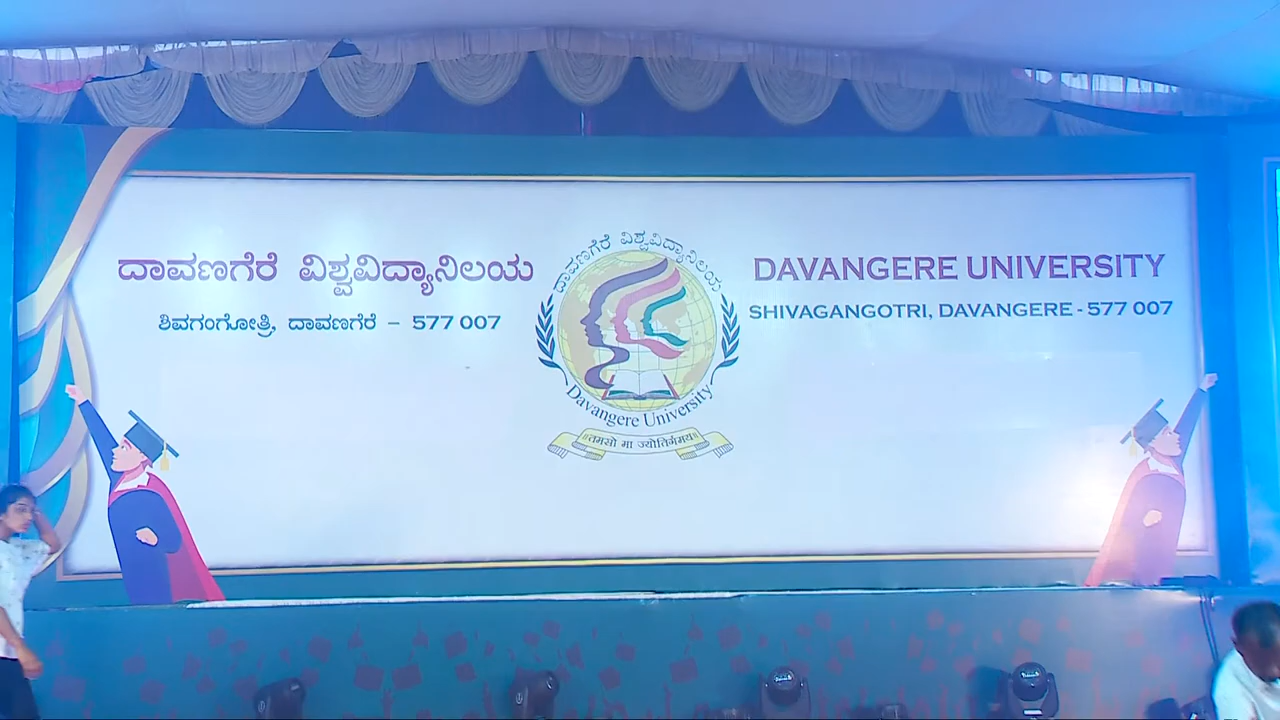 ದಾವಣಗೆರೆ ವಿಶ್ವವಿದ್ಯಾನಿಲಯ
ಶಿವಗಂಗೋತ್ರಿ, ದಾವಣಗೆರೆ – 577 007
ದಾವಣಗೆರೆ ವಿಶ್ವವಿದ್ಯಾನಿಲಯ
Davangere University
॥तमसो मा ज्योतिर्गमय॥
DAVANGERE UNIVERSITY
SHIVAGANGOTRI, DAVANGERE - 577 007